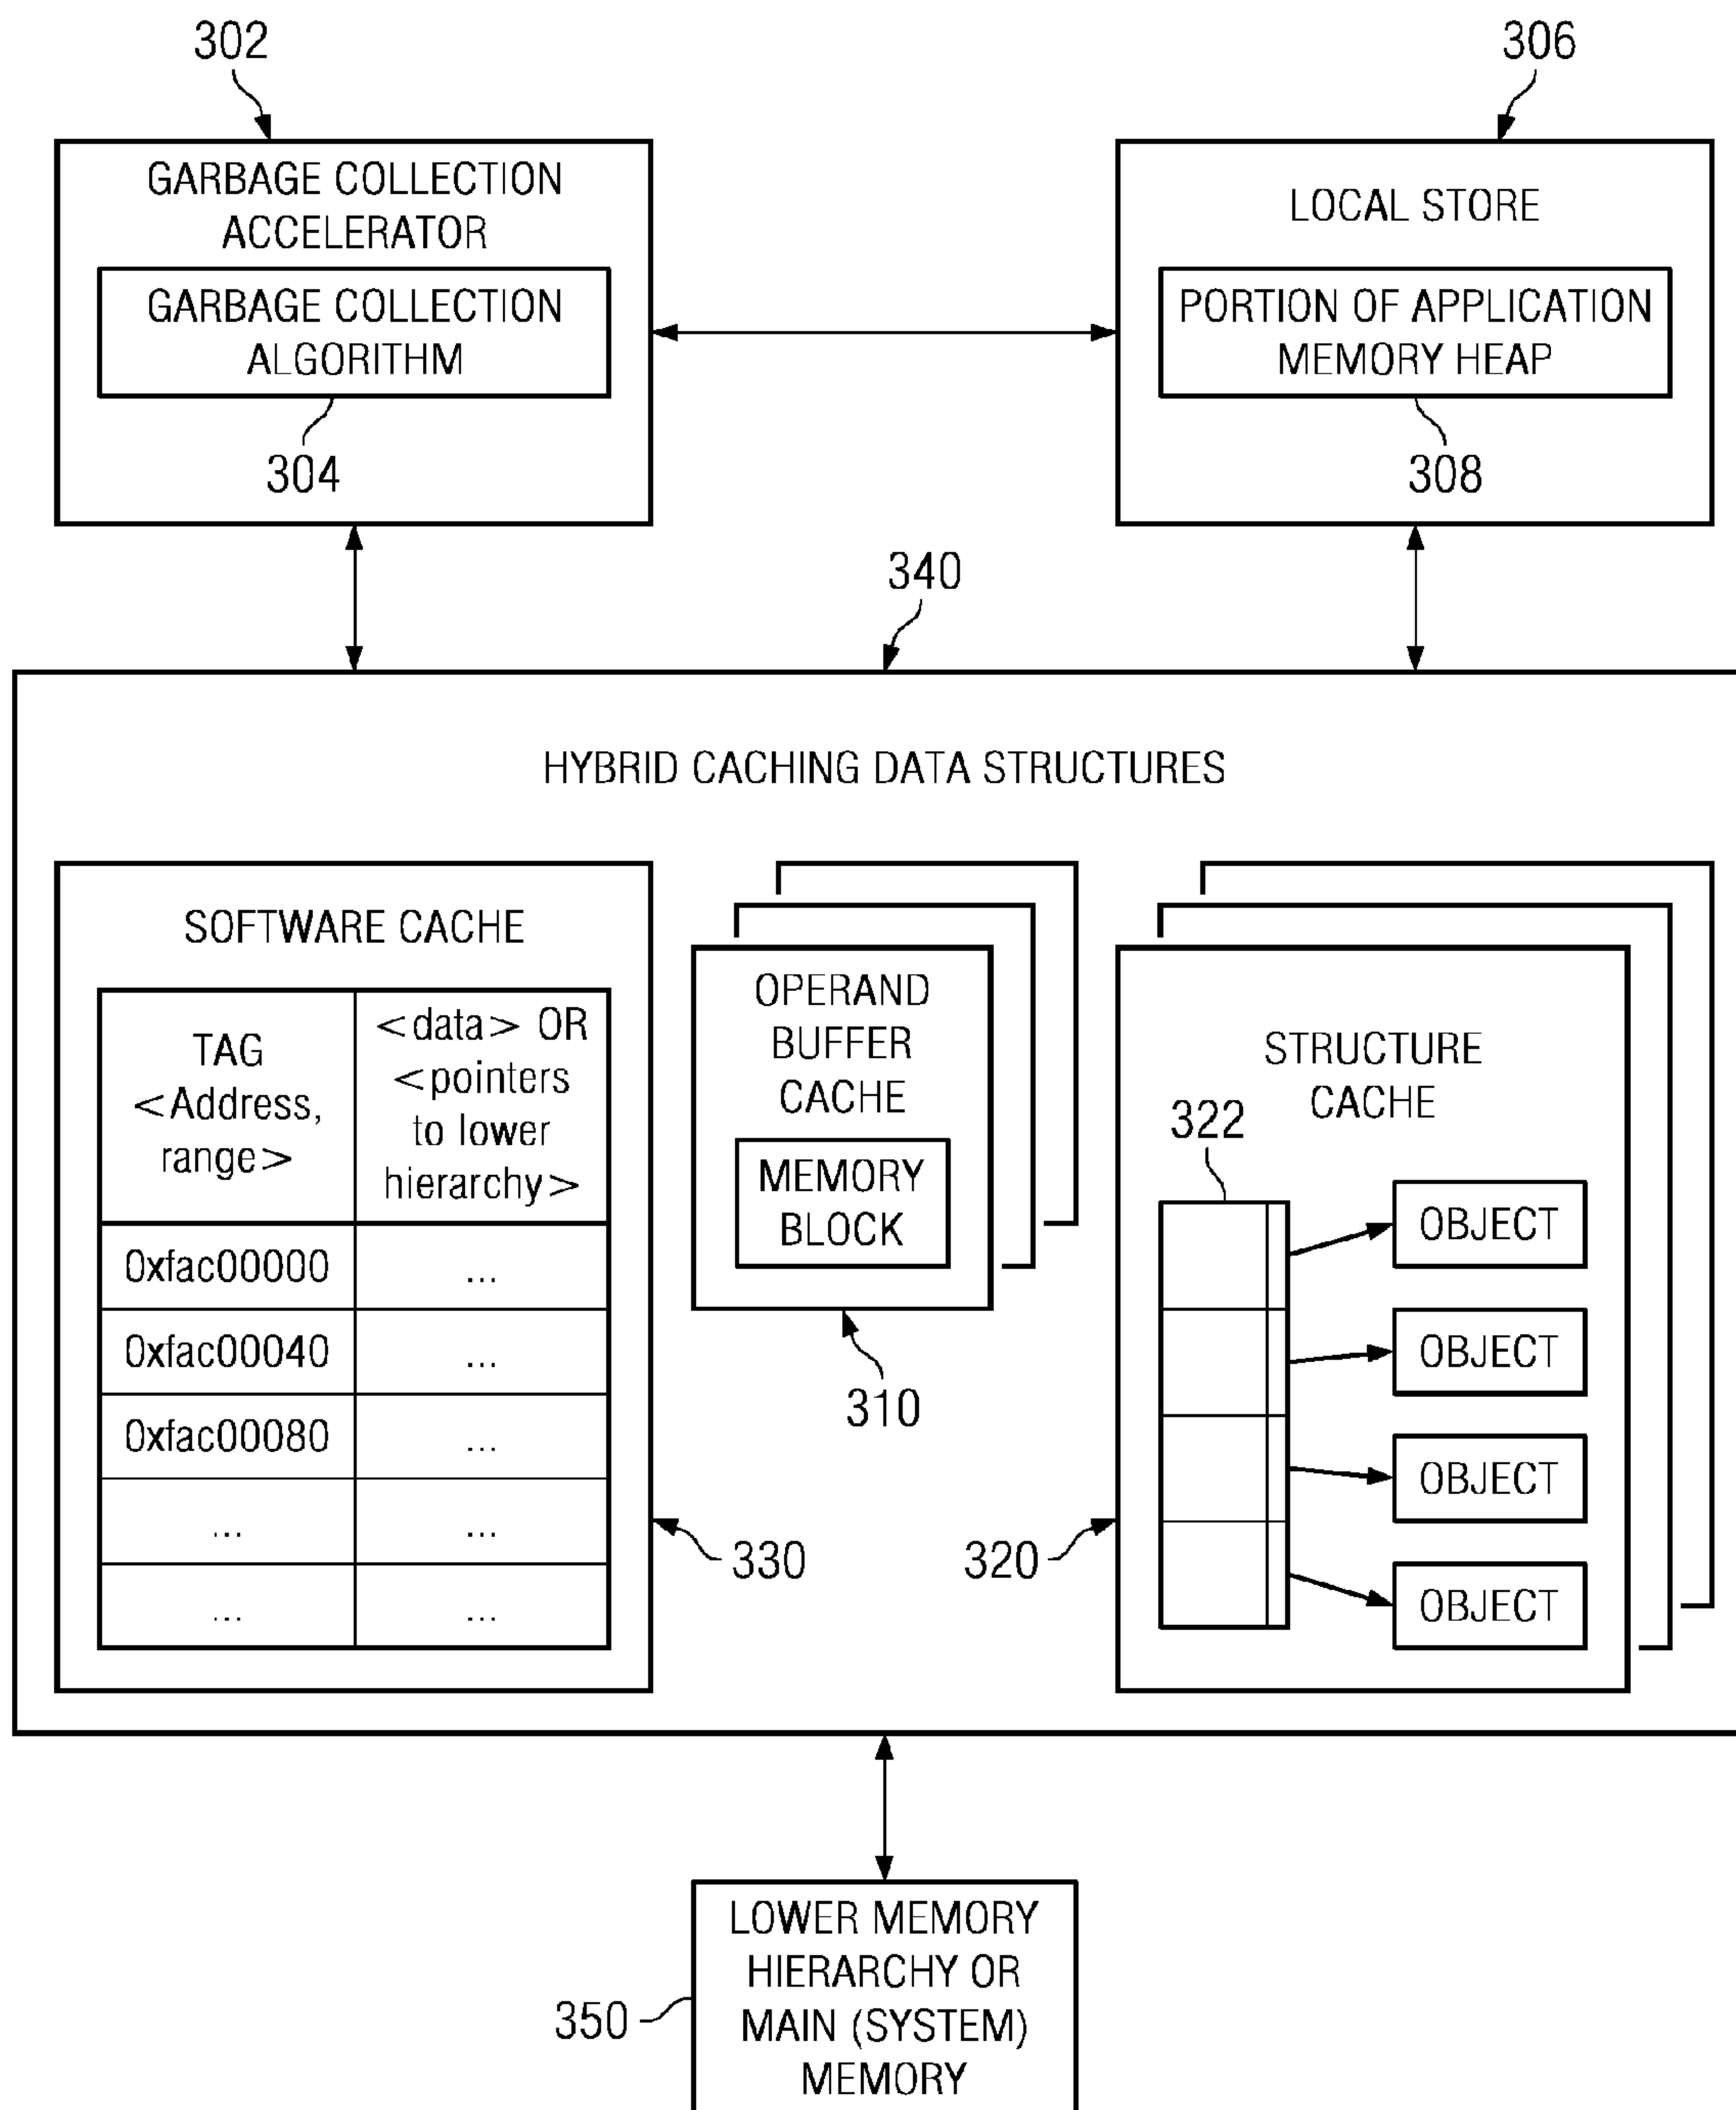 302
306
GARBAGE COLLECTION
ACCELERATOR
GARBAGE COLLECTION
ALGORITHM
304
LOCAL STORE
PORTION OF APPLICATION
MEMORY HEAP
308
340
HYBRID CACHING DATA STRUCTURES
SOFTWARE CACHE
TAG
<Address,
range>
<data> OR
<pointers
to lower
hierarchy>
0xfac00000
...
0xfac00040
...
0xfac00080
...
...
...
...
...
330
OPERAND
BUFFER
CACHE
MEMORY
BLOCK
310
STRUCTURE
CACHE
322
OBJECT
OBJECT
OBJECT
OBJECT
320
LOWER MEMORY
HIERARCHY OR
MAIN (SYSTEM)
MEMORY
350